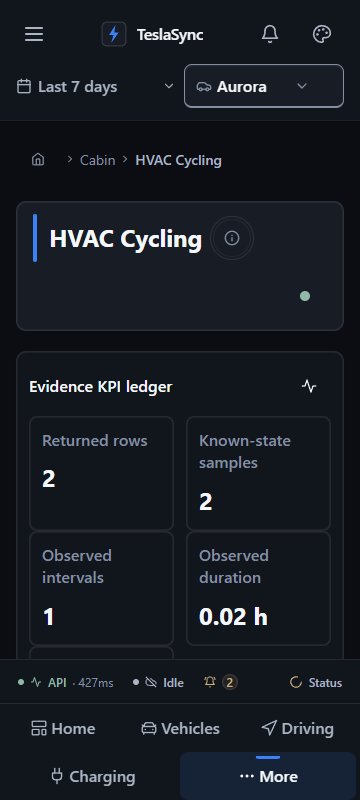 TeslaSync
Last 7 days
Aurora
Cabin
HVAC Cycling
HVAC Cycling
Evidence KPI ledger
Returned rows
2
Known-state
samples
2
Observed
intervals
1
Observed
duration
0.02 h
API · 427ms
Idle
2
Status
Home
Vehicles
Driving
Charging
More